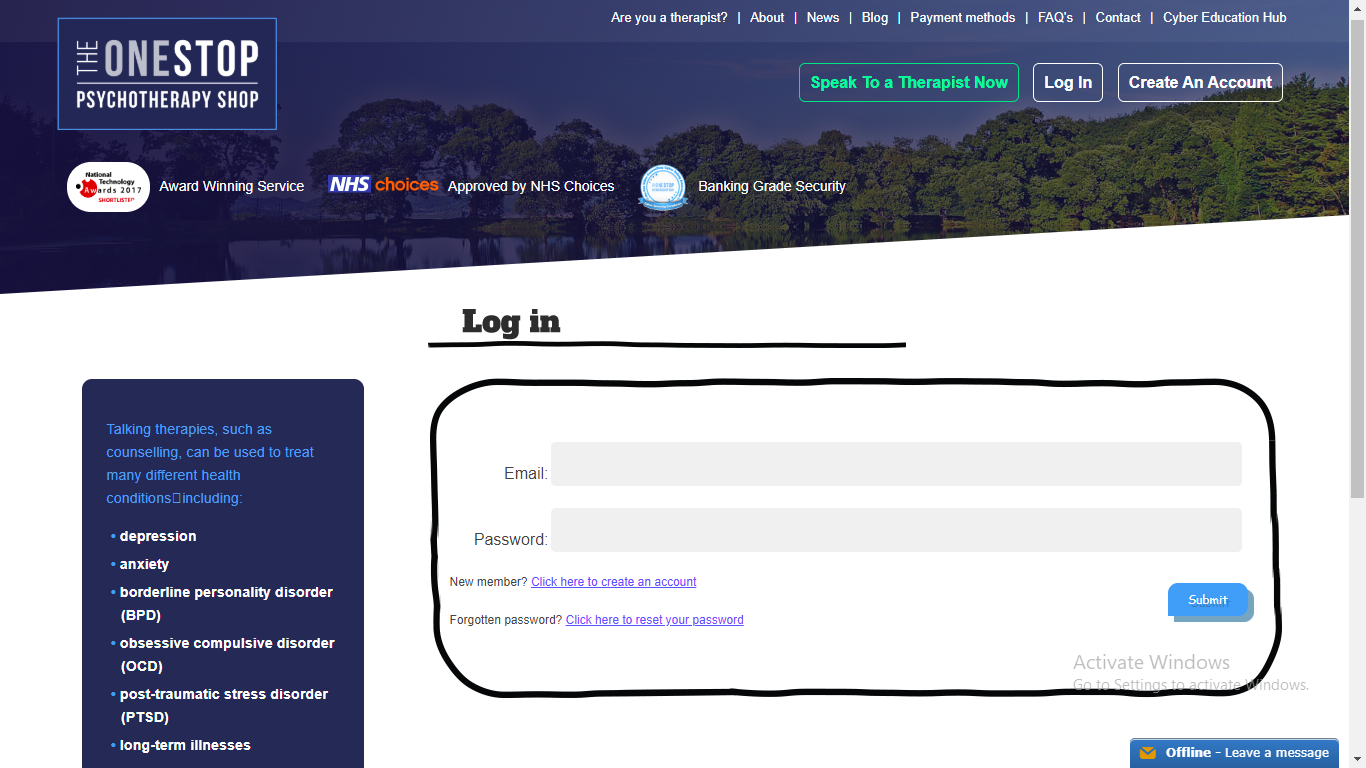 Are you a therapist? | About | News | Blog | Payment methods | FAQ's | Contact | Cyber Education Hub
THE ONESTOP
PSYCHOTHERAPY SHOP
Speak To a Therapist Now
Log In
Create An Account
National
Technology
Awards 2017
SHORTLISTED
Award Winning Service
NHS choices
Approved by NHS Choices
ONESTOP
Banking Grade Security
Log in
Talking therapies, such as
counselling, can be used to treat
many different health
conditions▯including:
• depression
• anxiety
• borderline personality disorder
(BPD)
• obsessive compulsive disorder
(OCD)
• post-traumatic stress disorder
(PTSD)
• long-term illnesses
Email:
Password:
New member? Click here to create an account
Submit
Forgotten password? Click here to reset your password
Activate Windows
Go to Settings to activate Windows.
Offline - Leave a message